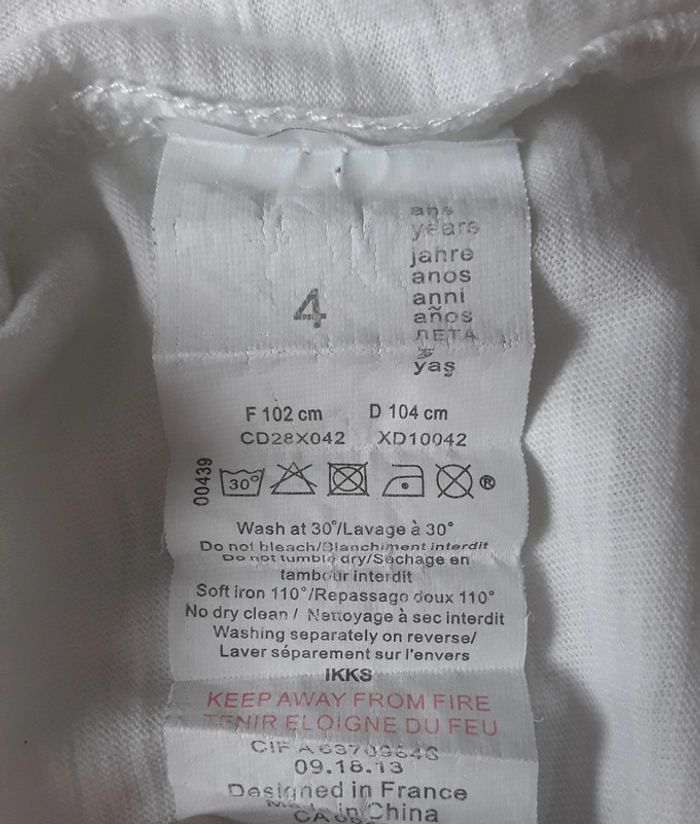 4
ans
years
jahre
anos
anni
años
ЛЕТА
yaş
F 102 cm D 104 cm
CD28X042 XD10042
00439
30° ®
Wash at 30°/Lavage à 30°
Do not bleach/Blanchiment interdit
Do not tumble dry/Séchage en
tambour interdit
Soft iron 110°/Repassage doux 110°
No dry clean / Nettoyage à sec interdit
Washing separately on reverse/
Laver séparement sur l'envers
IKKS
KEEP AWAY FROM FIRE
TENIR ELOIGNE DU FEU
CIF
09.18.13
Designed in France
Made in China